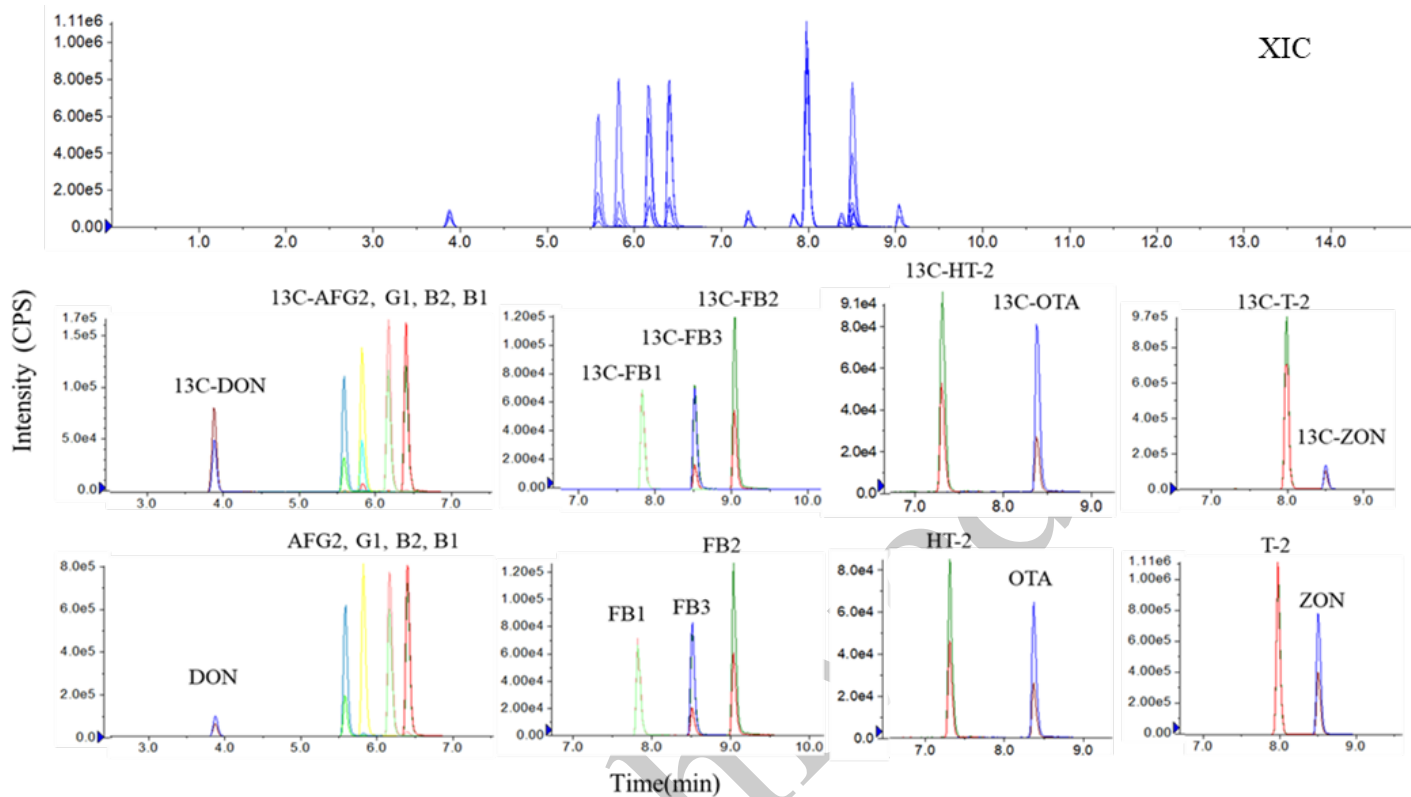 1.11e6
1.00e6
8.00e5
6.00e5
4.00e5
2.00e5
0.00
XIC
1.0 2.0 3.0 4.0 5.0 6.0 7.0 8.0 9.0 10.0 11.0 12.0 13.0 14.0
Intensity (CPS)
13C-AFG2, G1, B2, B1
1.7e5
1.5e5
1.0e5
5.0e4
0.0
13C-DON
3.0 4.0 5.0 6.0 7.0
13C-FB2
1.20e5
1.00e5
8.00e4
6.00e4
4.00e4
2.00e4
0.00
13C-FB3
13C-FB1
7.0 8.0 9.0 10.0
13C-HT-2
9.1e4
8.0e4
6.0e4
4.0e4
2.0e4
0.0
13C-OTA
7.0 8.0 9.0
13C-T-2
9.7e5
8.0e5
6.0e5
4.0e5
2.0e5
0.0
13C-ZON
7.0 8.0 9.0
AFG2, G1, B2, B1
8.0e5
6.0e5
4.0e5
2.0e5
0.0
DON
3.0 4.0 5.0 6.0 7.0
FB2
1.20e5
1.00e5
8.00e4
6.00e4
4.00e4
2.00e4
0.00
FB1
FB3
7.0 8.0 9.0 10.0
HT-2
8.0e4
6.0e4
4.0e4
2.0e4
0.0
OTA
7.0 8.0 9.0
T-2
1.11e6
1.00e6
8.00e5
6.00e5
4.00e5
2.00e5
0.00
ZON
7.0 8.0 9.0
Time(min)